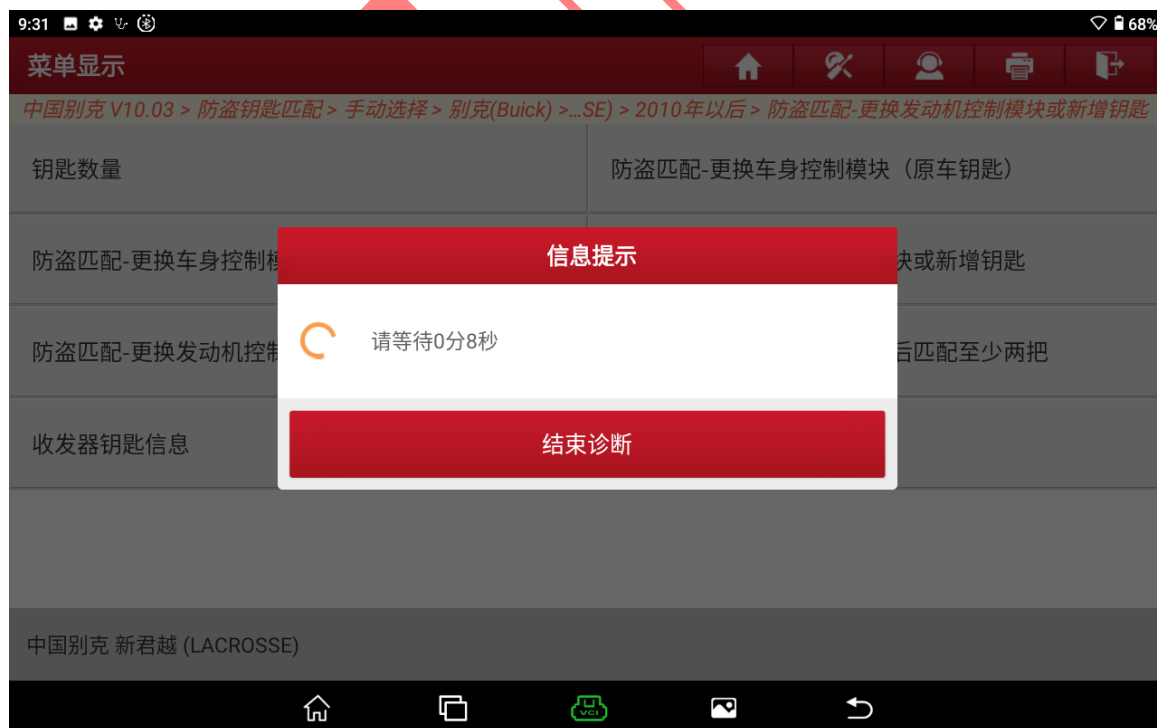 9:31
68%
菜单显示
中国别克 V10.03 > 防盗钥匙匹配 > 手动选择 > 别克(Buick) >...SE) > 2010年以后 > 防盗匹配-更换发动机控制模块或新增钥匙
钥匙数量
防盗匹配-更换车身控制模块（原车钥匙）
防盗匹配-更换车身控制模
块或新增钥匙
信息提示
请等待0分8秒
防盗匹配-更换发动机控制
后匹配至少两把
收发器钥匙信息
结束诊断
中国别克 新君越 (LACROSSE)
VCI